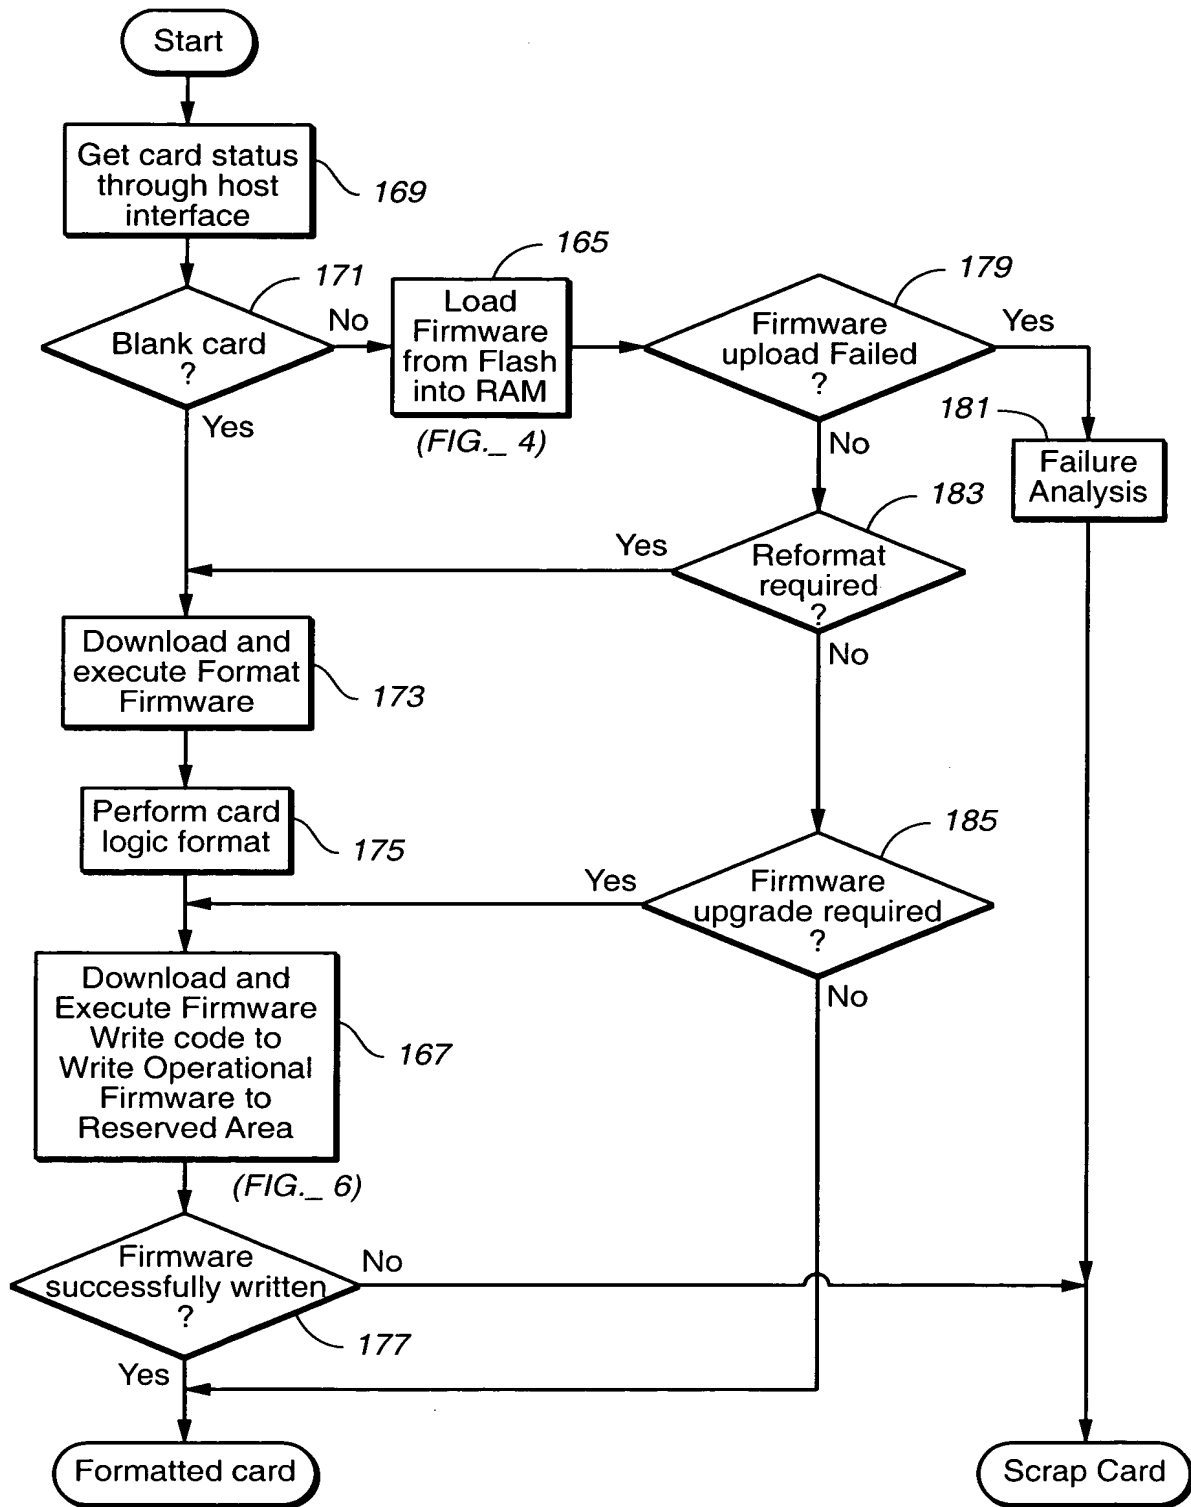 Start
Get card status
through host
interface
169
171
Blank card
?
No
Yes
165
Load
Firmware
from Flash
into RAM
(FIG._ 4)
179
Firmware
upload Failed
?
Yes
No
181
Failure
Analysis
183
Reformat
required
?
Yes
No
Download and
execute Format
Firmware
173
Perform card
logic format
175
185
Firmware
upgrade required
?
Yes
No
Download and
Execute Firmware
Write code to
Write Operational
Firmware to
Reserved Area
167
(FIG._ 6)
Firmware
successfully written
?
No
177
Yes
Formatted card
Scrap Card